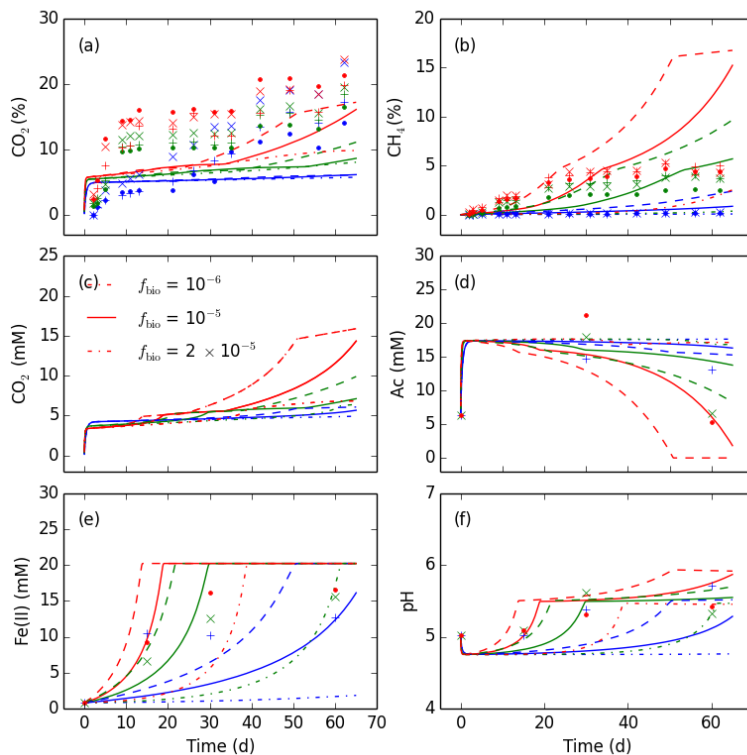 (a)
CO₂ (%)
30
20
10
0
(b)
CH₄ (%)
20
15
10
5
0
(c)
CO₂ (mM)
25
20
15
10
5
0
f_bio = 10⁻⁶
f_bio = 10⁻⁵
f_bio = 2 × 10⁻⁵
(d)
Ac (mM)
30
25
20
15
10
5
0
(e)
Fe(II) (mM)
30
25
20
15
10
5
0
0 10 20 30 40 50 60 70
Time (d)
(f)
pH
7
6
5
4
0 20 40 60
Time (d)